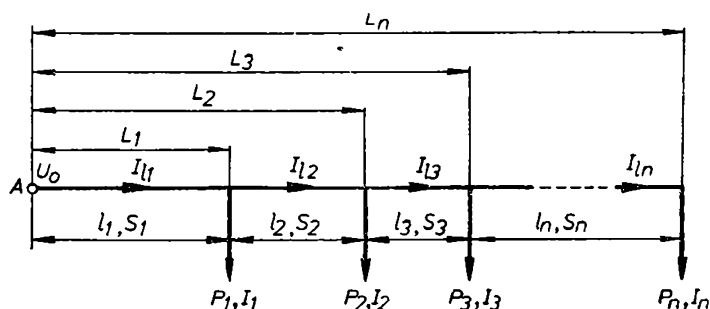 Lₙ
L₃
L₂
L₁
A U₀ Iₗ₁ Iₗ₂ Iₗ₃ Iₗₙ
l₁,S₁ l₂,S₂ l₃,S₃ lₙ,Sₙ
P₁,I₁ P₂,I₂ P₃,I₃ Pₙ,Iₙ